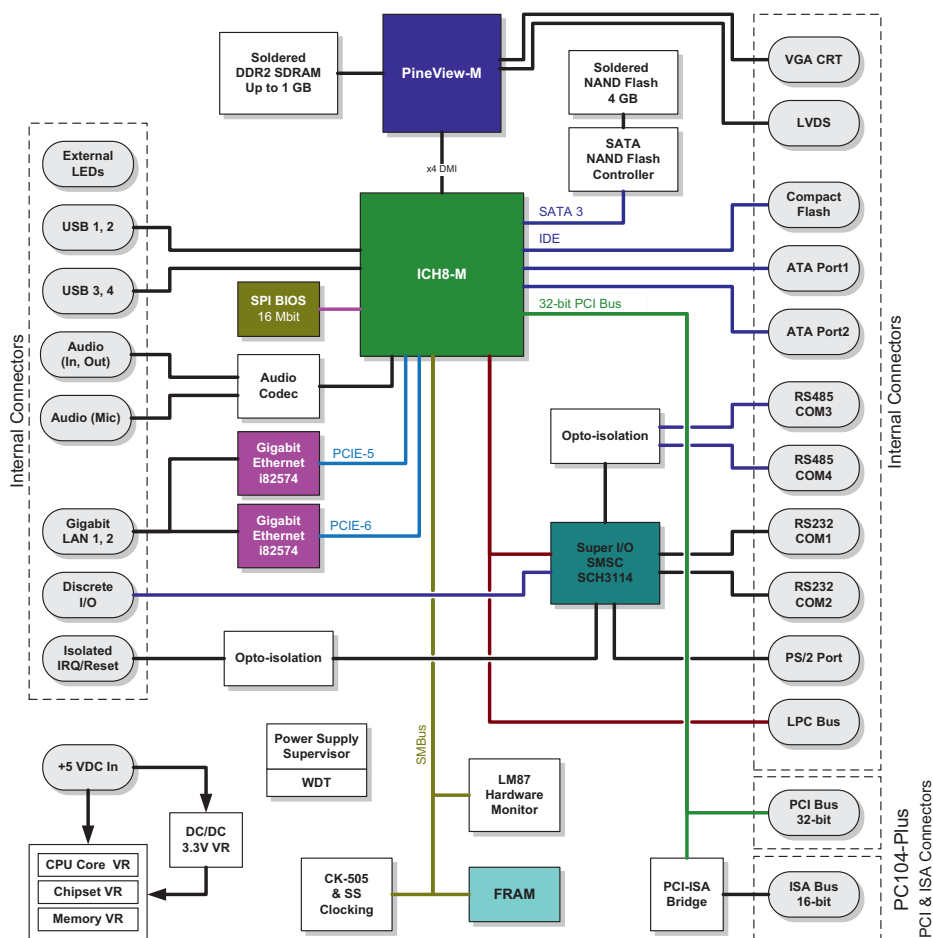 Soldered
DDR2 SDRAM
Up to 1 GB
PineView-M
Soldered
NAND Flash
4 GB
SATA
NAND Flash
Controller
VGA CRT
LVDS
x4 DMI
External
LEDs
USB 1, 2
USB 3, 4
Audio
(In, Out)
Audio (Mic)
Gigabit
LAN 1, 2
Discrete
I/O
Isolated
IRQ/Reset
Internal Connectors
ICH8-M
SATA 3
IDE
32-bit PCI Bus
SPI BIOS
16 Mbit
Audio
Codec
Gigabit
Ethernet
i82574
PCIE-5
Gigabit
Ethernet
i82574
PCIE-6
Compact
Flash
ATA Port1
ATA Port2
RS485
COM3
RS485
COM4
RS232
COM1
RS232
COM2
PS/2 Port
LPC Bus
Internal Connectors
Opto-isolation
Super I/O
SMSC
SCH3114
Opto-isolation
SMBus
Power Supply
Supervisor
WDT
LM87
Hardware
Monitor
+5 VDC In
DC/DC
3.3V VR
CPU Core VR
Chipset VR
Memory VR
CK-505
& SS
Clocking
FRAM
PCI-ISA
Bridge
PCI Bus
32-bit
ISA Bus
16-bit
PC104-Plus
PCI & ISA Connectors